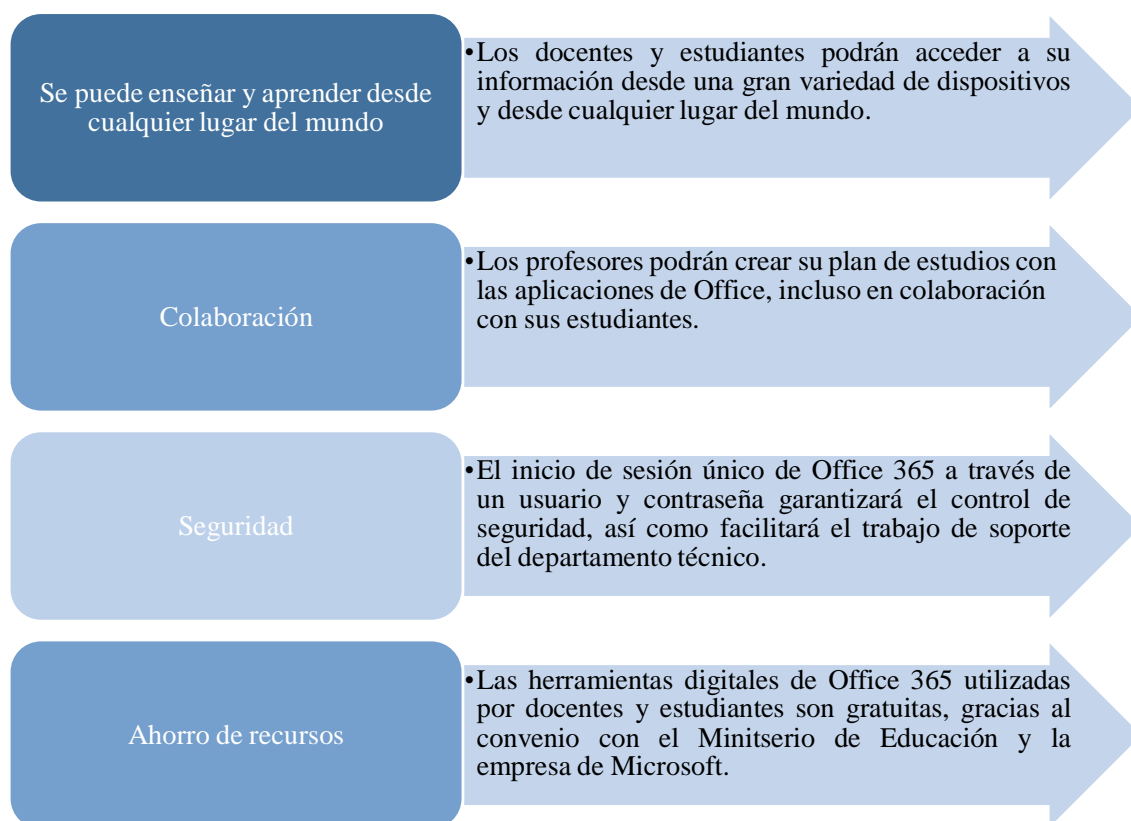 Se puede enseñar y aprender desde
cualquier lugar del mundo
•Los docentes y estudiantes podrán acceder a su
información desde una gran variedad de dispositivos
y desde cualquier lugar del mundo.
Colaboración
•Los profesores podrán crear su plan de estudios con
las aplicaciones de Office, incluso en colaboración
con sus estudiantes.
Seguridad
•El inicio de sesión único de Office 365 a través de
un usuario y contraseña garantizará el control de
seguridad, así como facilitará el trabajo de soporte
del departamento técnico.
Ahorro de recursos
•Las herramientas digitales de Office 365 utilizadas
por docentes y estudiantes son gratuitas, gracias al
convenio con el Minitserio de Educación y la
empresa de Microsoft.